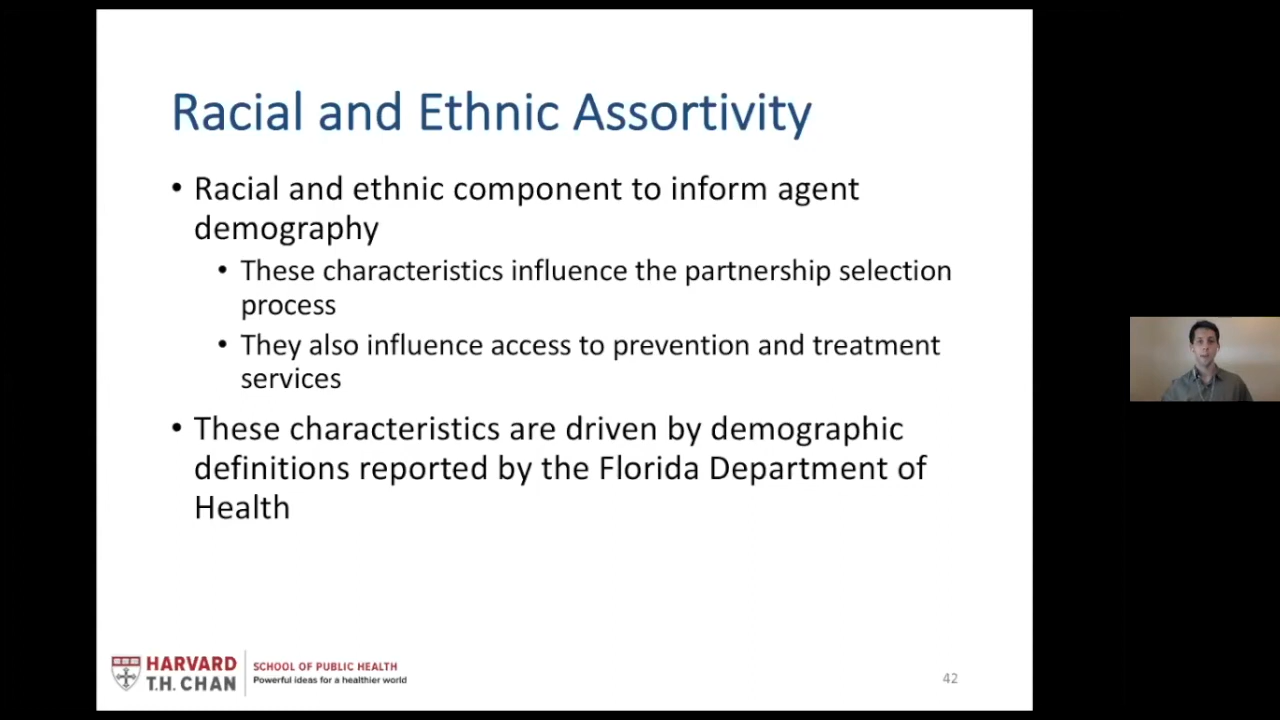 Racial and Ethnic Assortivity
• Racial and ethnic component to inform agent
demography
• These characteristics influence the partnership selection
process
• They also influence access to prevention and treatment
services
• These characteristics are driven by demographic
definitions reported by the Florida Department of
Health
HARVARD
T.H. CHAN
SCHOOL OF PUBLIC HEALTH
Powerful ideas for a healthier world
42